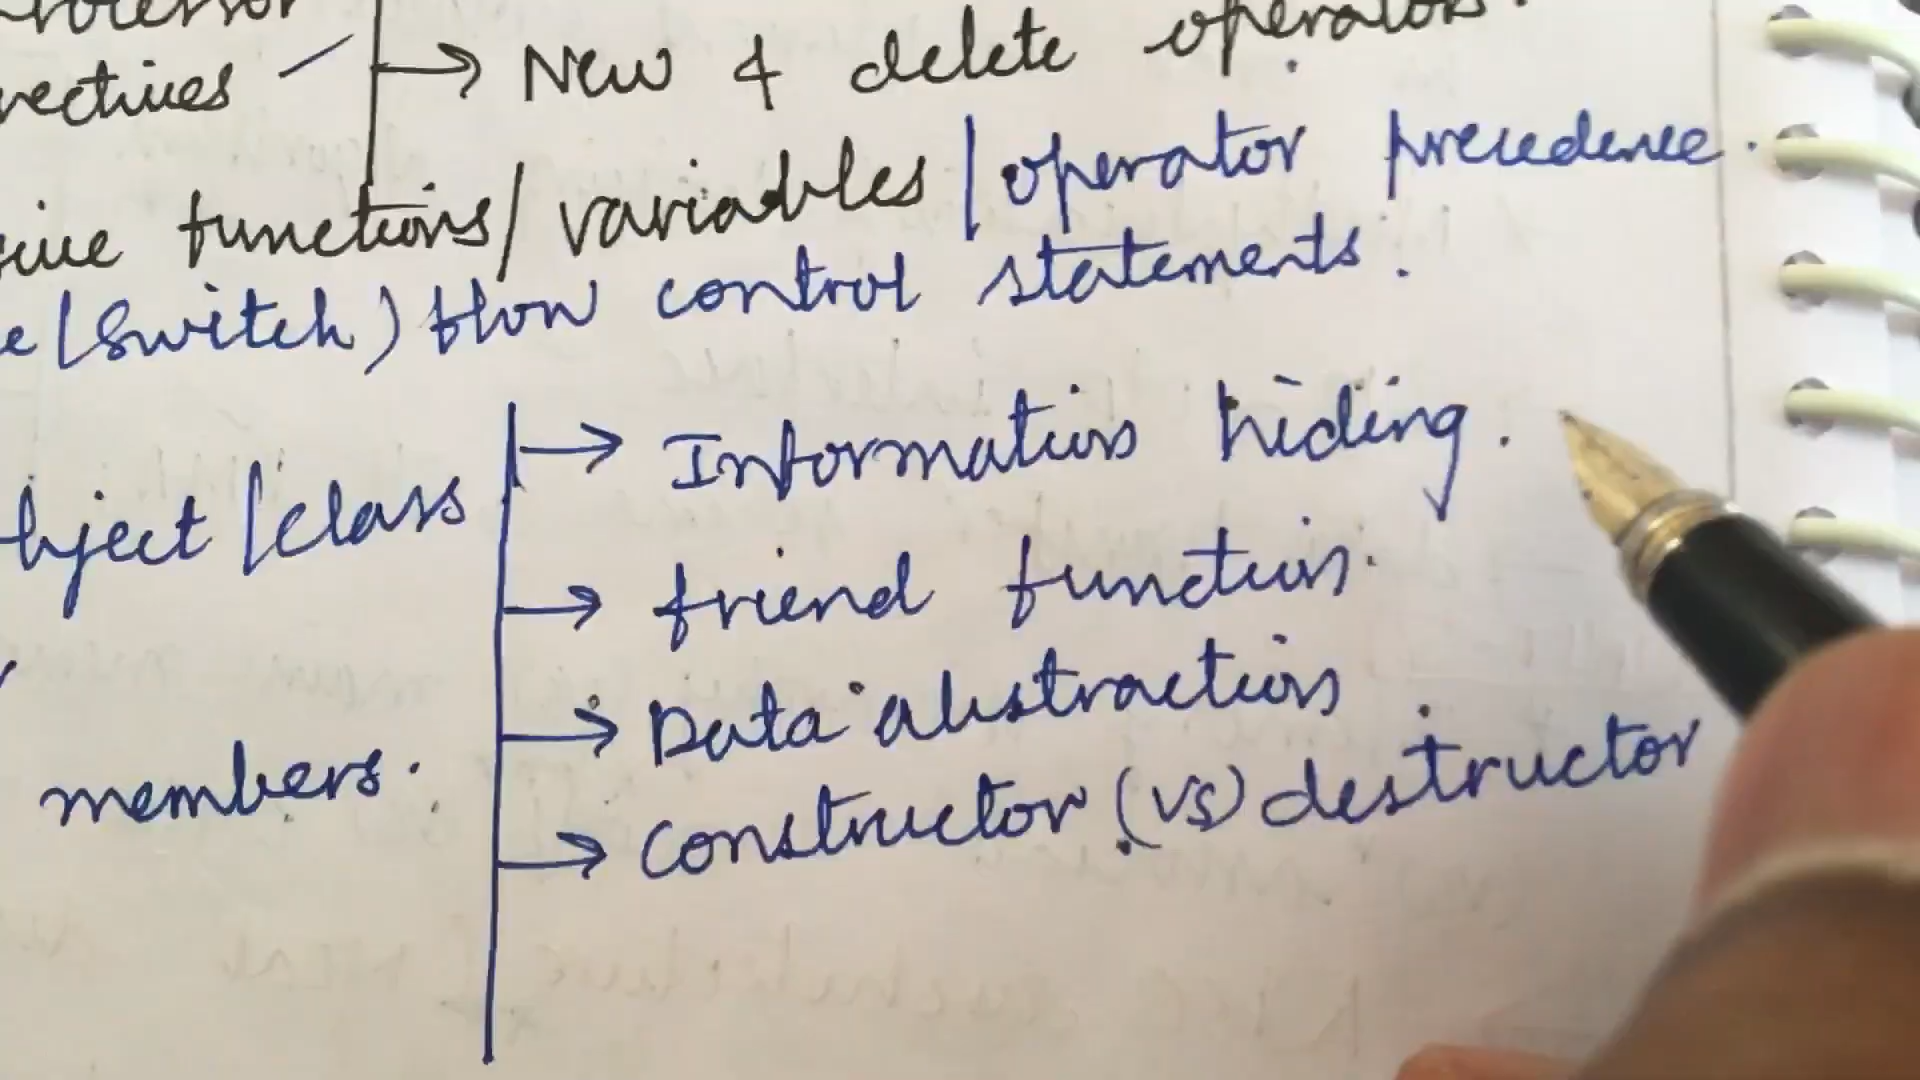 New & delete operators.
functions/ variables / operator precedence.
(Switch) flow control statements.
→ Information hiding.
object / class
→ friend function.
→ Data abstraction
members.
→ Constructor (vs) destructor